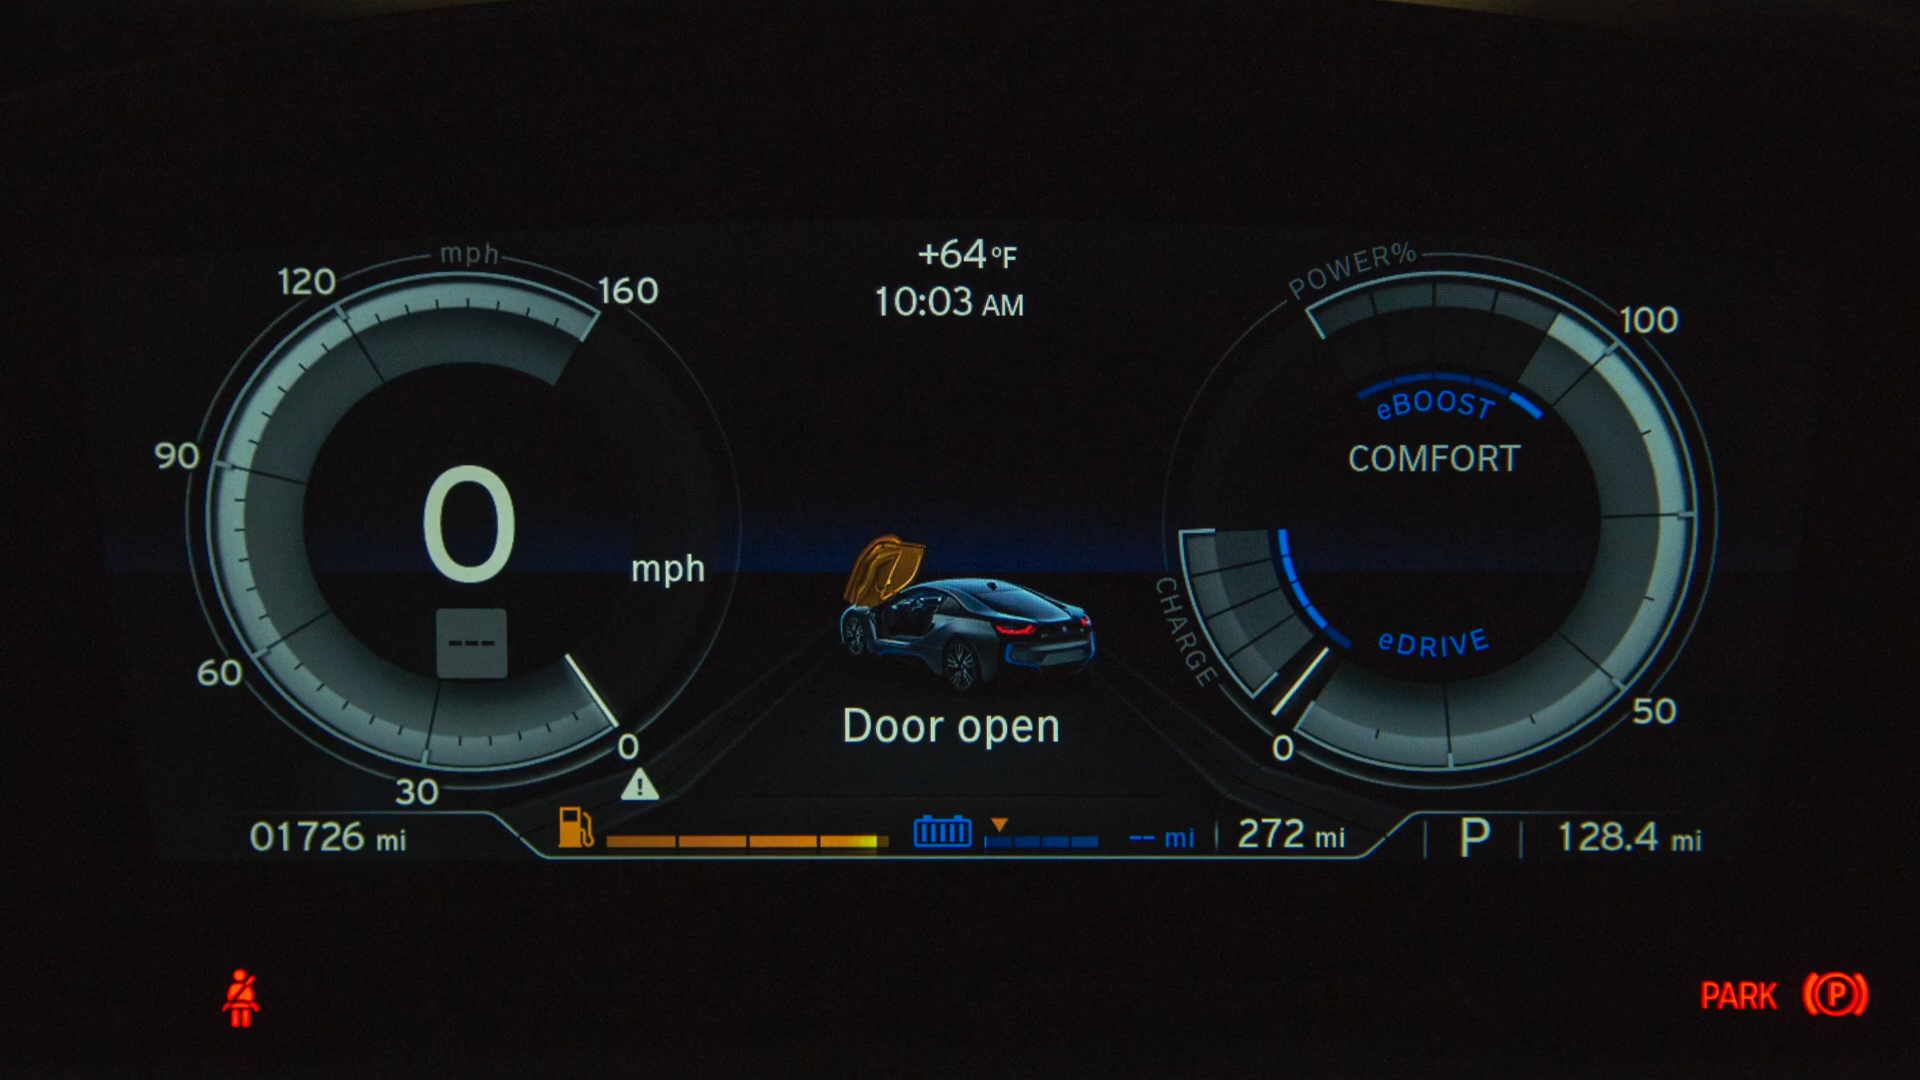 +64 °F
10:03 AM
mph
120
160
90
60
30
0
0
mph
---
POWER%
100
50
0
CHARGE
eBOOST
COMFORT
eDRIVE
Door open
01726 mi
-- mi
272 mi
P
128.4 mi
PARK
P